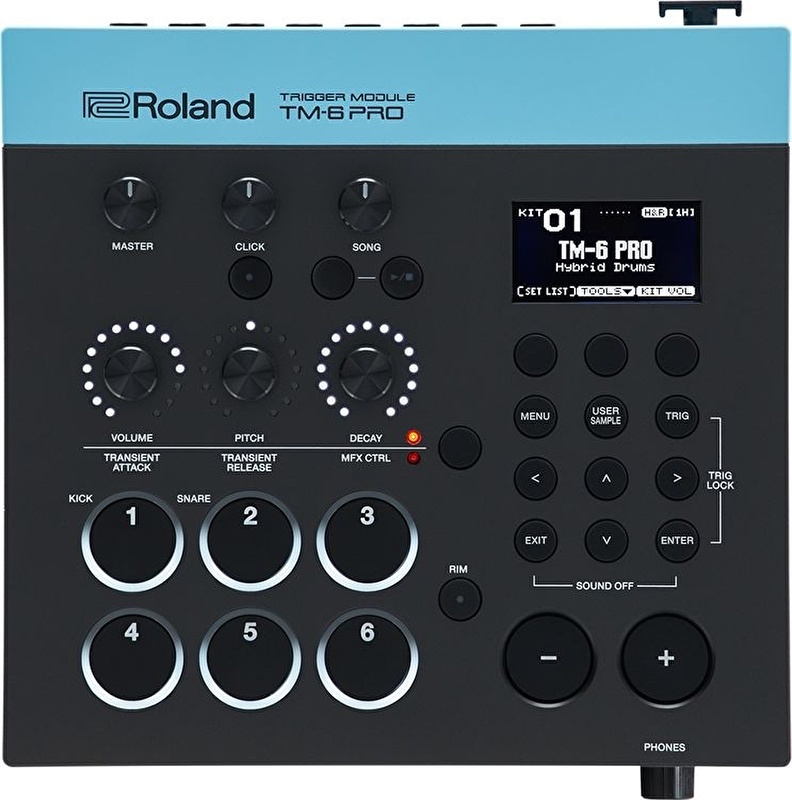 Roland
TRIGGER MODULE
TM-6 PRO
MASTER
CLICK
SONG
KIT 01 H&R [1H]
TM-6 PRO
Hybrid Drums
[SET LIST] TOOLS▼ KIT VOL
MENU
USER
SAMPLE
TRIG
VOLUME
PITCH
DECAY
TRANSIENT
ATTACK
TRANSIENT
RELEASE
MFX CTRL
<
∧
>
TRIG
LOCK
KICK
SNARE
1
2
3
EXIT
∨
ENTER
RIM
SOUND OFF
4
5
6
−
+
PHONES